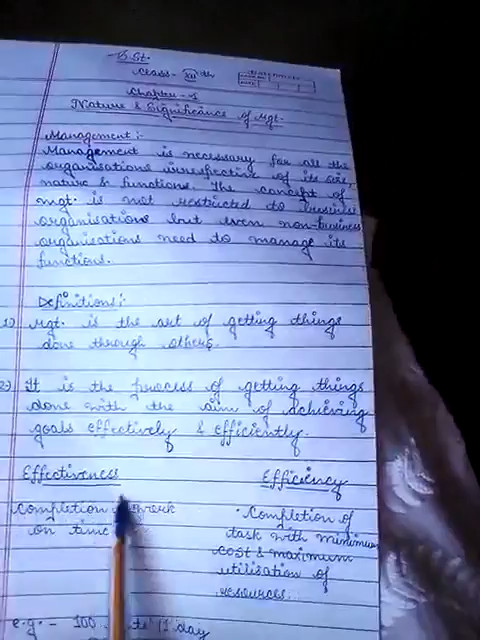 B.St.
Class - XIIth
Chapter - 1
Nature & Significance of Mgt.
Management :-
Management is necessary for all the
organisations irrespective of its size,
nature & functions. The concept of
mgt. is not restricted to business
organisations but even non-business
organisations need to manage its
functions.
Definitions :-
1) Mgt. is the art of getting things
done through others.
2) It is the process of getting things
done with the aim of achieving
goals effectively & efficiently.
Effectiveness
Completion work
on time
Efficiency
Completion of
task with minimum
cost & maximum
utilisation of
resources.
e.g. - 100 1 day